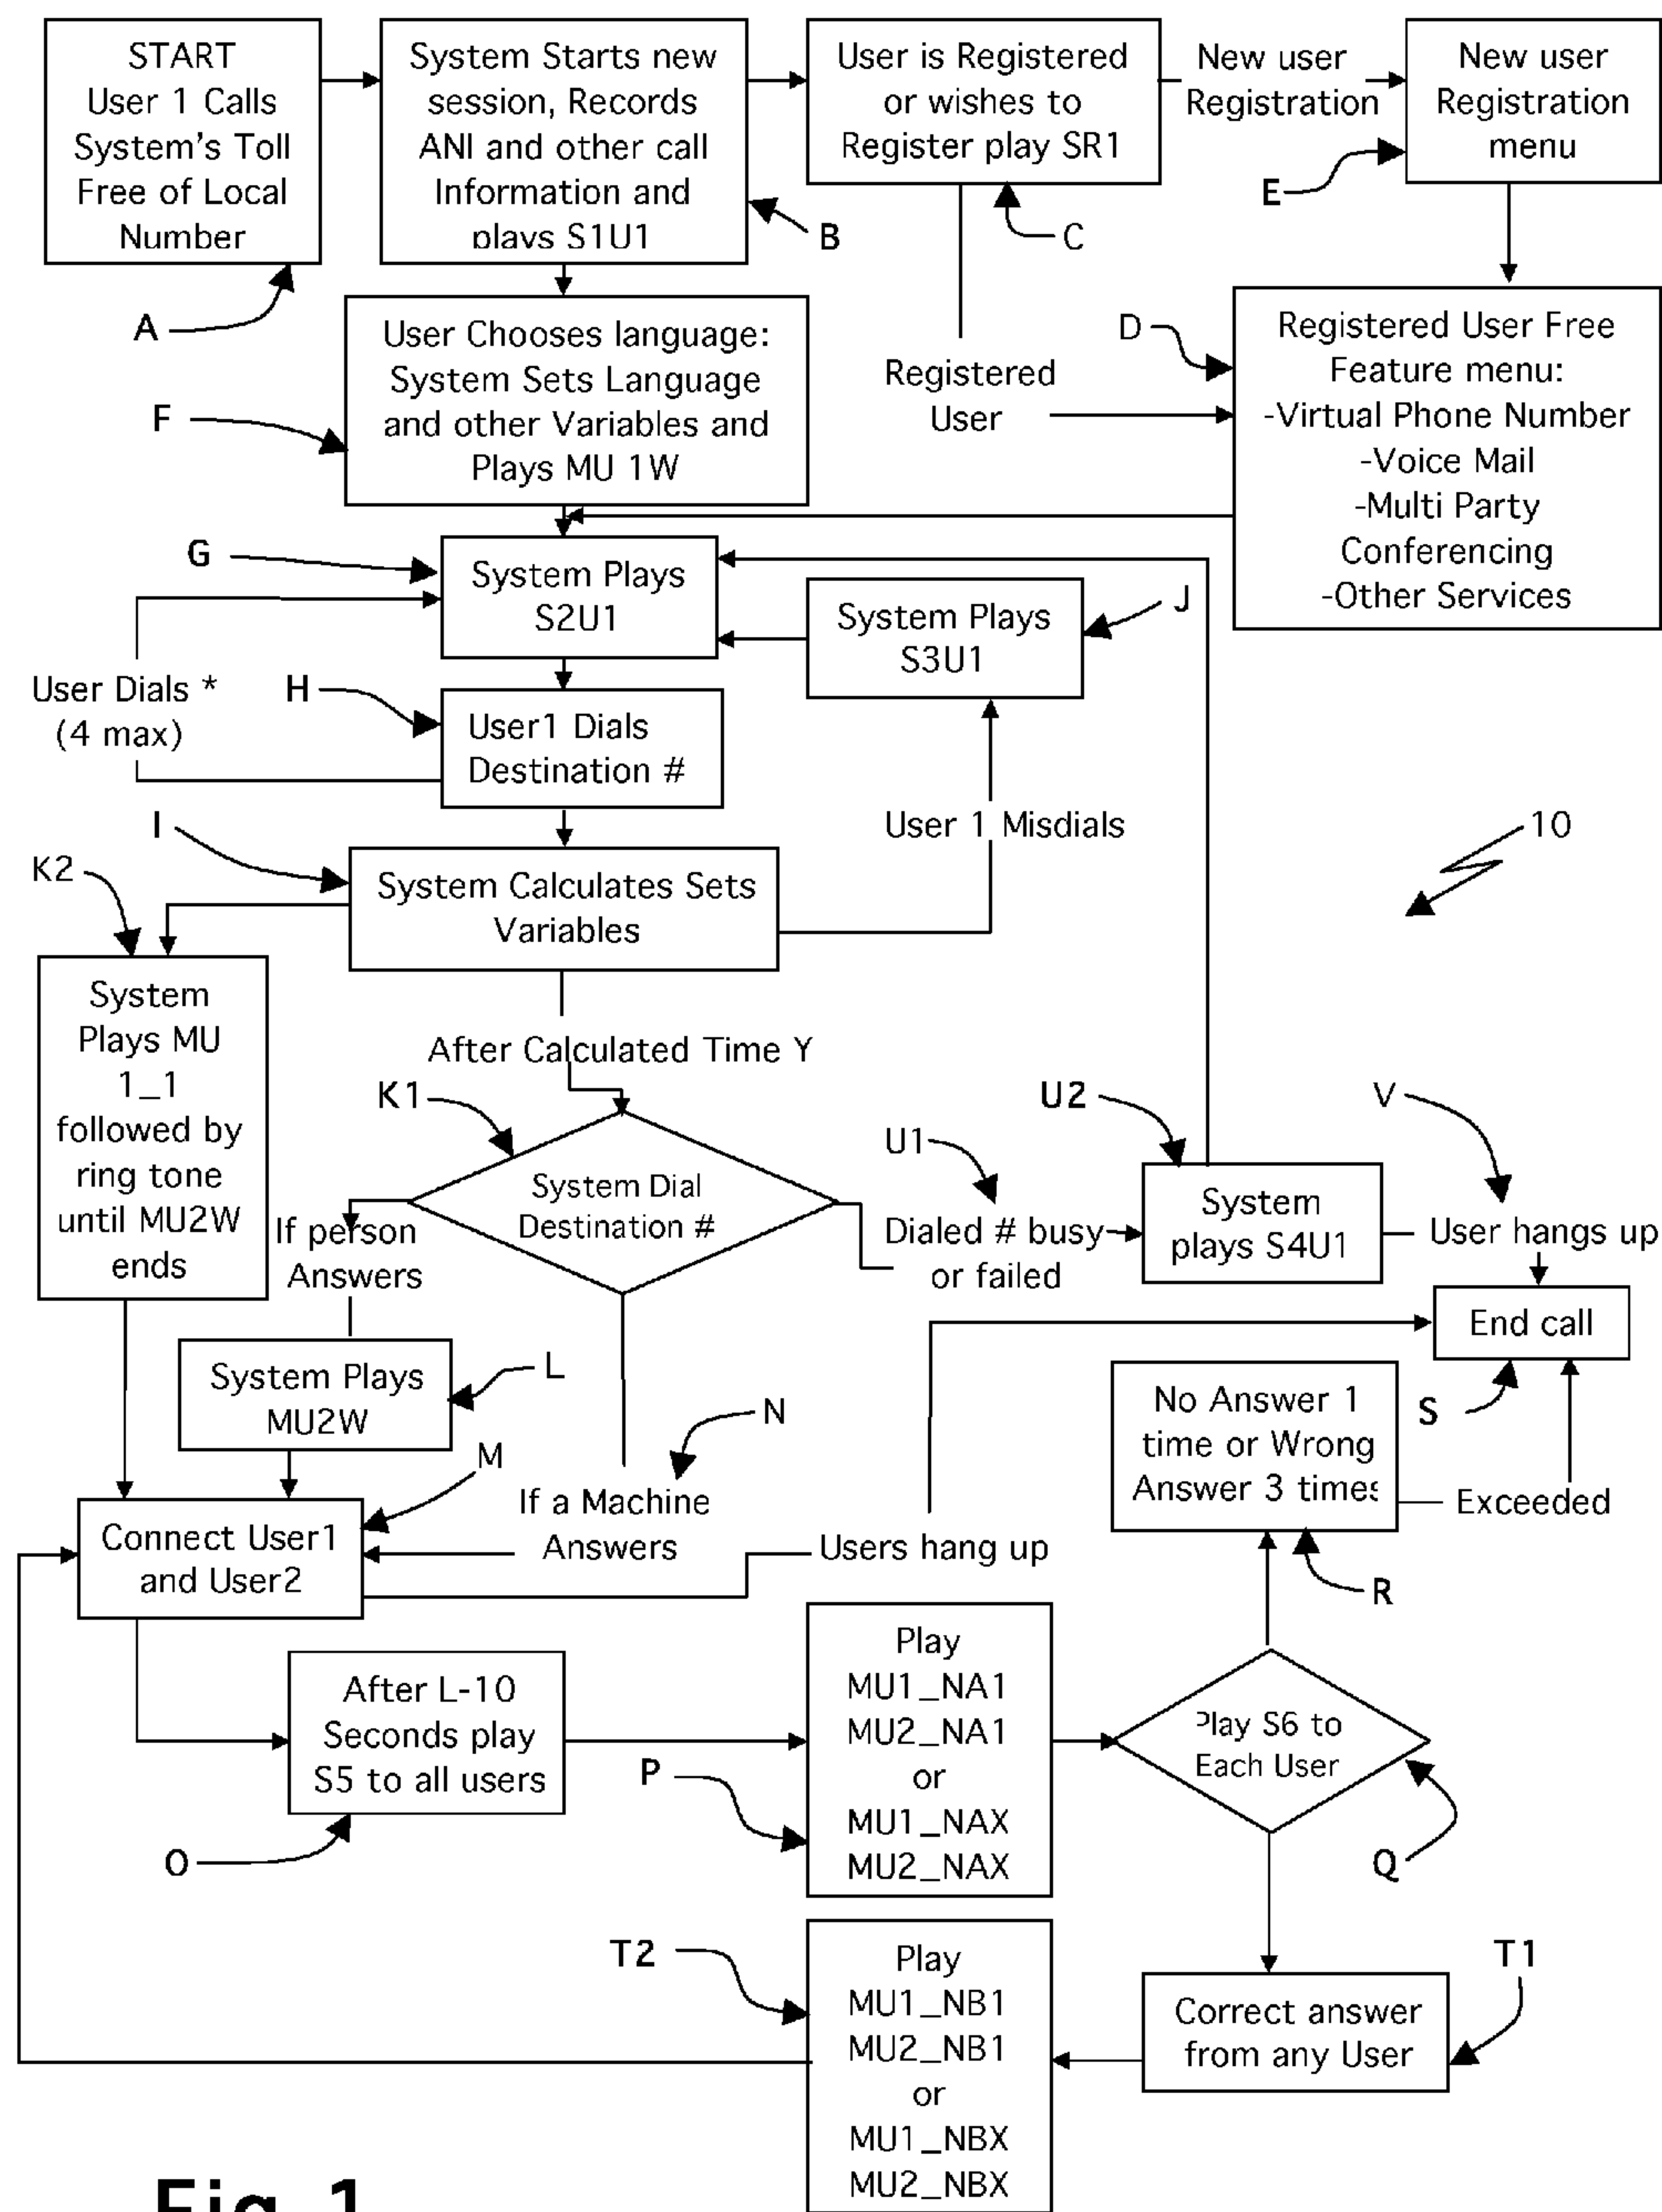 START
User 1 Calls
System's Toll
Free of Local
Number
System Starts new
session, Records
ANI and other call
Information and
plays S1U1
User is Registered
or wishes to
Register play SR1
New user
Registration
New user
Registration
menu
A
B
C
E
User Chooses language:
System Sets Language
and other Variables and
Plays MU 1W
F
Registered
User
D
Registered User Free
Feature menu:
-Virtual Phone Number
-Voice Mail
-Multi Party
Conferencing
-Other Services
G
System Plays
S2U1
System Plays
S3U1
J
User Dials *
(4 max)
H
User1 Dials
Destination #
User 1 Misdials
I
System Calculates Sets
Variables
10
K2
System
Plays MU
1_1
followed by
ring tone
until MU2W
ends
After Calculated Time Y
K1
System Dial
Destination #
U1
Dialed # busy
or failed
U2
System
plays S4U1
V
User hangs up
End call
S
If person
Answers
System Plays
MU2W
L
M
N
If a Machine
Answers
Connect User1
and User2
Users hang up
No Answer 1
time or Wrong
Answer 3 times
Exceeded
R
After L-10
Seconds play
S5 to all users
O
P
Play
MU1_NA1
MU2_NA1
or
MU1_NAX
MU2_NAX
Play S6 to
Each User
Q
T2
Play
MU1_NB1
MU2_NB1
or
MU1_NBX
MU2_NBX
T1
Correct answer
from any User
Fig. 1